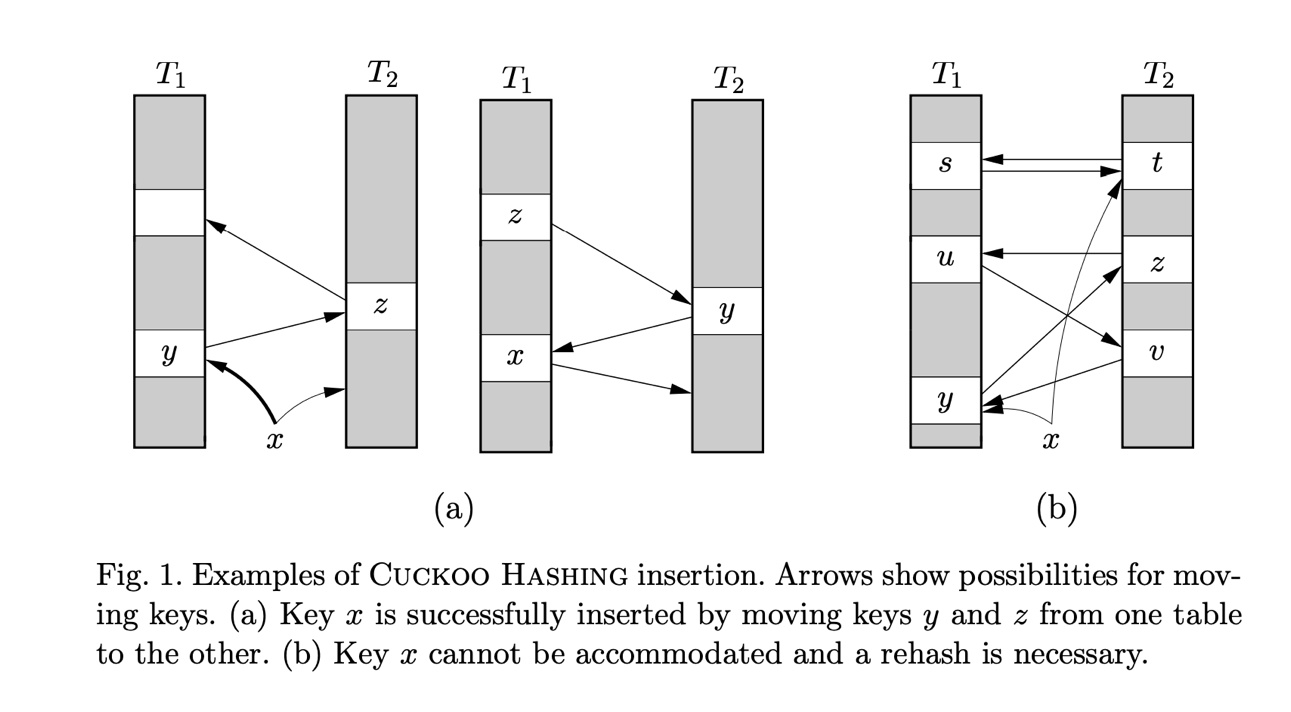 T1 T2 T1 T2 T1 T2
s t
z u z
z y v
y x y
x x
(a) (b)
Fig. 1. Examples of CUCKOO HASHING insertion. Arrows show possibilities for mov-
ing keys. (a) Key x is successfully inserted by moving keys y and z from one table
to the other. (b) Key x cannot be accommodated and a rehash is necessary.